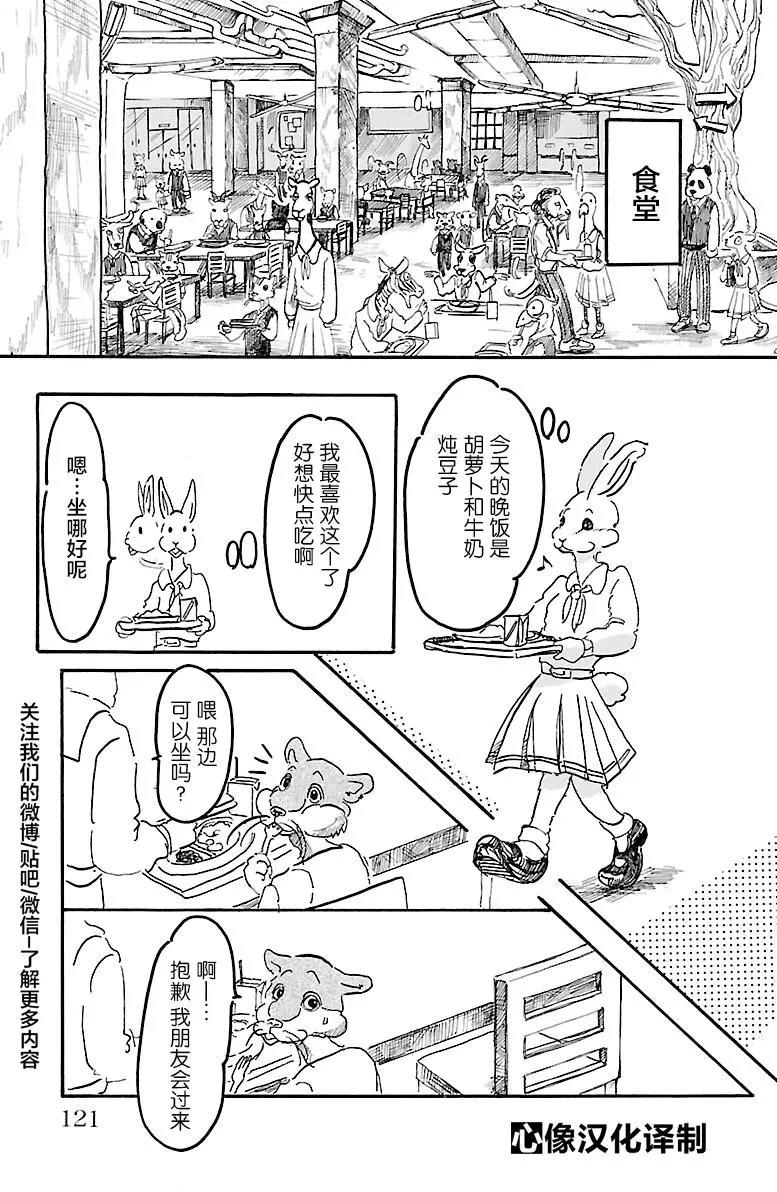 食堂
今天的晚饭是
胡萝卜和牛奶
炖豆子
我最喜欢这个了
好想快点吃啊
嗯…坐哪好呢
喂 那边
可以坐吗?
啊—…
抱歉 我朋友会过来
关注我们的微博/贴吧/微信—了解更多内容
121
心像汉化译制